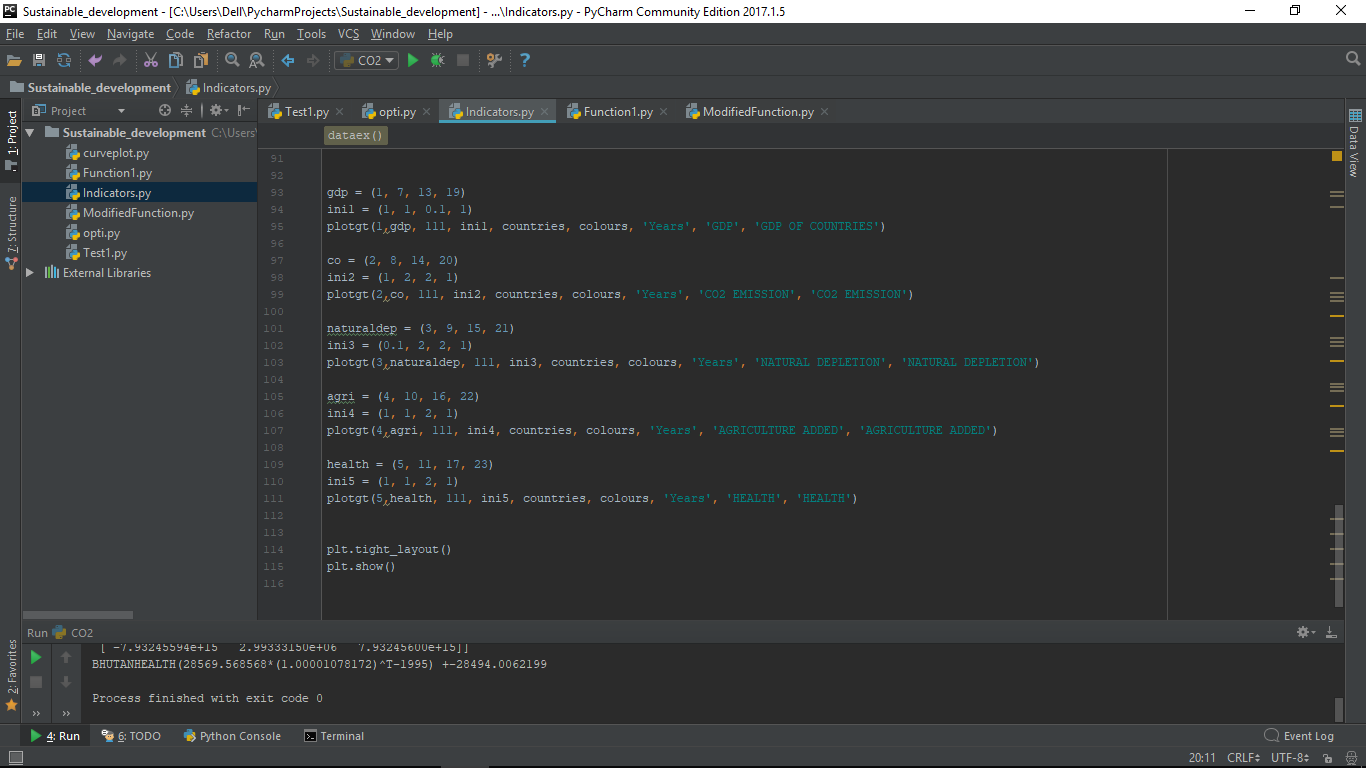 Sustainable_development - [C:\Users\Dell\PycharmProjects\Sustainable_development] - ...\Indicators.py - PyCharm Community Edition 2017.1.5
File Edit View Navigate Code Refactor Run Tools VCS Window Help
CO2
Sustainable_development Indicators.py
1: Project
7: Structure
2: Favorites
Project
Sustainable_development C:\Users
curveplot.py
Function1.py
Indicators.py
ModifiedFunction.py
opti.py
Test1.py
External Libraries
Test1.py opti.py Indicators.py Function1.py ModifiedFunction.py
dataex()
91
92
93 gdp = (1, 7, 13, 19)
94 ini1 = (1, 1, 0.1, 1)
95 plotgt(1,gdp, 111, ini1, countries, colours, 'Years', 'GDP', 'GDP OF COUNTRIES')
96
97 co = (2, 8, 14, 20)
98 ini2 = (1, 2, 2, 1)
99 plotgt(2,co, 111, ini2, countries, colours, 'Years', 'CO2 EMISSION', 'CO2 EMISSION')
100
101 naturaldep = (3, 9, 15, 21)
102 ini3 = (0.1, 2, 2, 1)
103 plotgt(3,naturaldep, 111, ini3, countries, colours, 'Years', 'NATURAL DEPLETION', 'NATURAL DEPLETION')
104
105 agri = (4, 10, 16, 22)
106 ini4 = (1, 1, 2, 1)
107 plotgt(4,agri, 111, ini4, countries, colours, 'Years', 'AGRICULTURE ADDED', 'AGRICULTURE ADDED')
108
109 health = (5, 11, 17, 23)
110 ini5 = (1, 1, 2, 1)
111 plotgt(5,health, 111, ini5, countries, colours, 'Years', 'HEALTH', 'HEALTH')
112
113
114 plt.tight_layout()
115 plt.show()
116
Data View
Run CO2
[ -7.93245594e+15 2.99333150e+06 7.93245600e+15]]
BHUTANHEALTH(28569.568568*(1.00001078172)^T-1995) +-28494.0062199
Process finished with exit code 0
4: Run 6: TODO Python Console Terminal Event Log
20:11 CRLF UTF-8